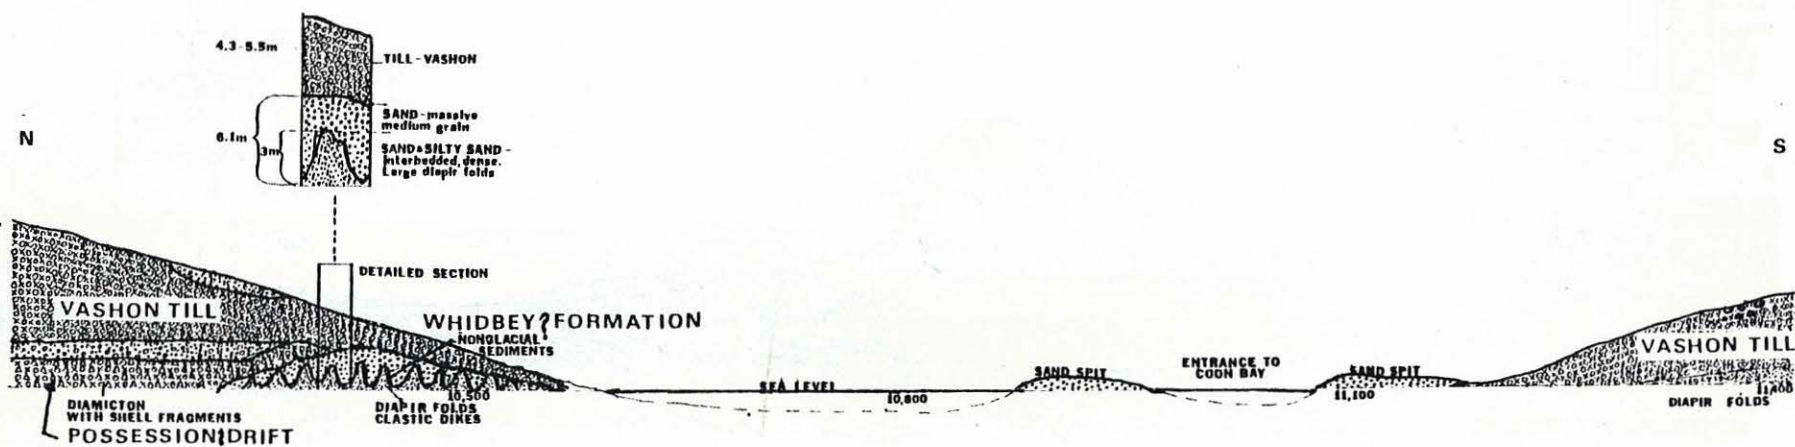 4.3-5.5m
TILL-VASHON
N
6.1m
3m
SAND-massive
medium grain
SAND&SILTY SAND-
Interbedded, dense.
Large diapir folds
S
DETAILED SECTION
VASHON TILL
WHIDBEY?FORMATION
NONGLACIAL
SEDIMENTS
DIAMICTON
WITH SHELL FRAGMENTS
POSSESSION?DRIFT
10,500
DIAPIR FOLDS
CLASTIC DIKES
SEA LEVEL
10,800
SAND SPIT
ENTRANCE TO
COON BAY
SAND SPIT
11,100
VASHON TILL
11,400
DIAPIR FOLDS